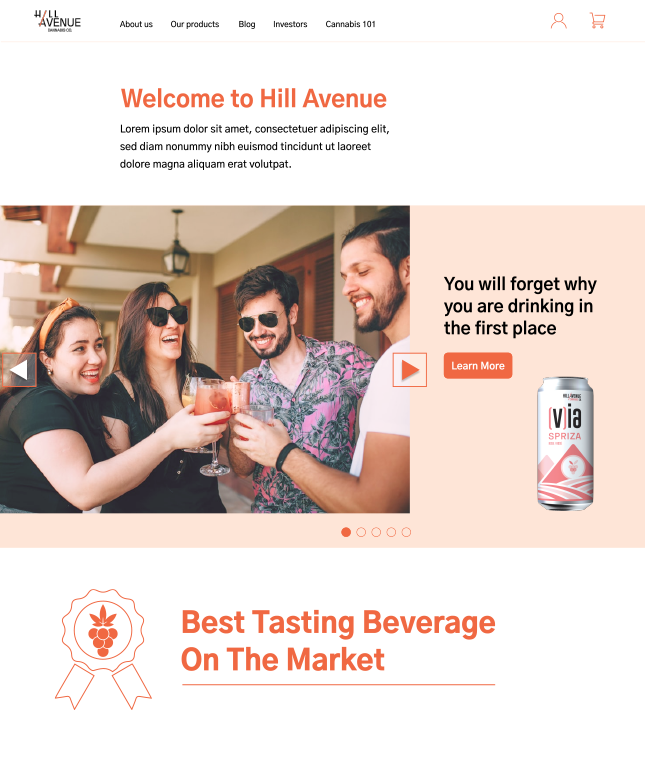 HILL
AVENUE
CANNABIS CO.
About us
Our products
Blog
Investors
Cannabis 101
Welcome to Hill Avenue
Lorem ipsum dolor sit amet, consectetuer adipiscing elit,
sed diam nonummy nibh euismod tincidunt ut laoreet
dolore magna aliquam erat volutpat.
You will forget why
you are drinking in
the first place
Learn More
HILL AVENUE
(v)ia
SPRIZA
Best Tasting Beverage
On The Market